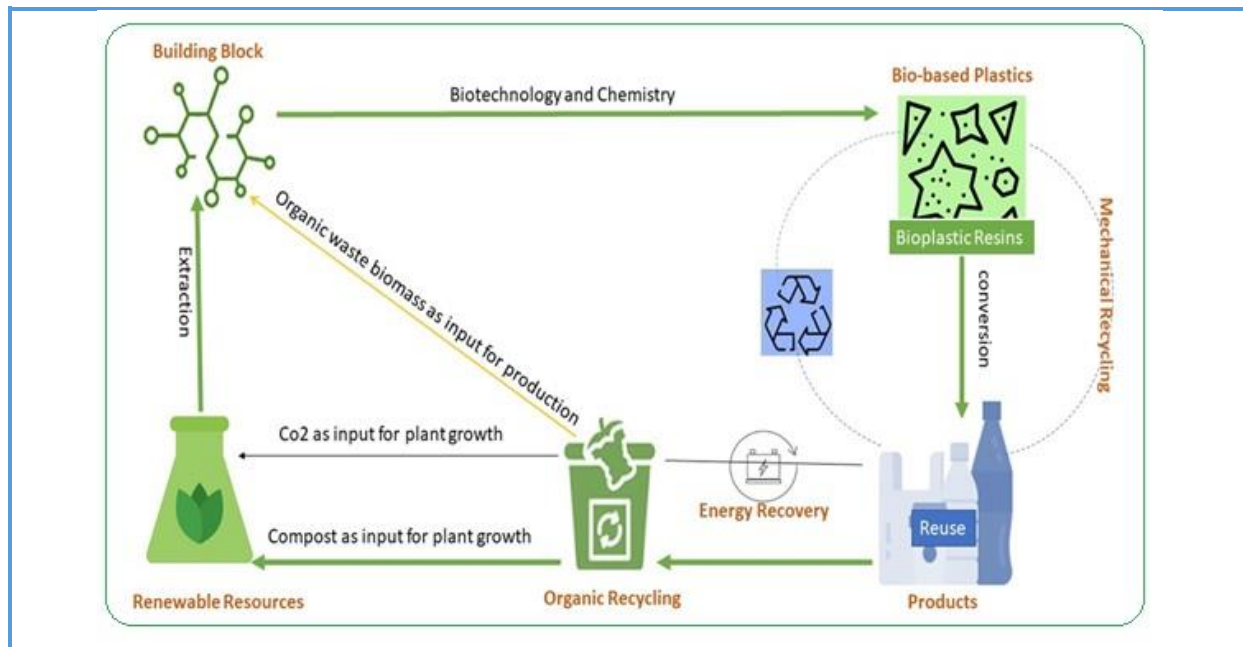 Building Block
Bio-based Plastics
Biotechnology and Chemistry
Organic waste biomass as input for production
Extraction
Bioplastic Resins
Mechanical Recycling
conversion
Co2 as input for plant growth
Energy Recovery
Reuse
Compost as input for plant growth
Renewable Resources
Organic Recycling
Products